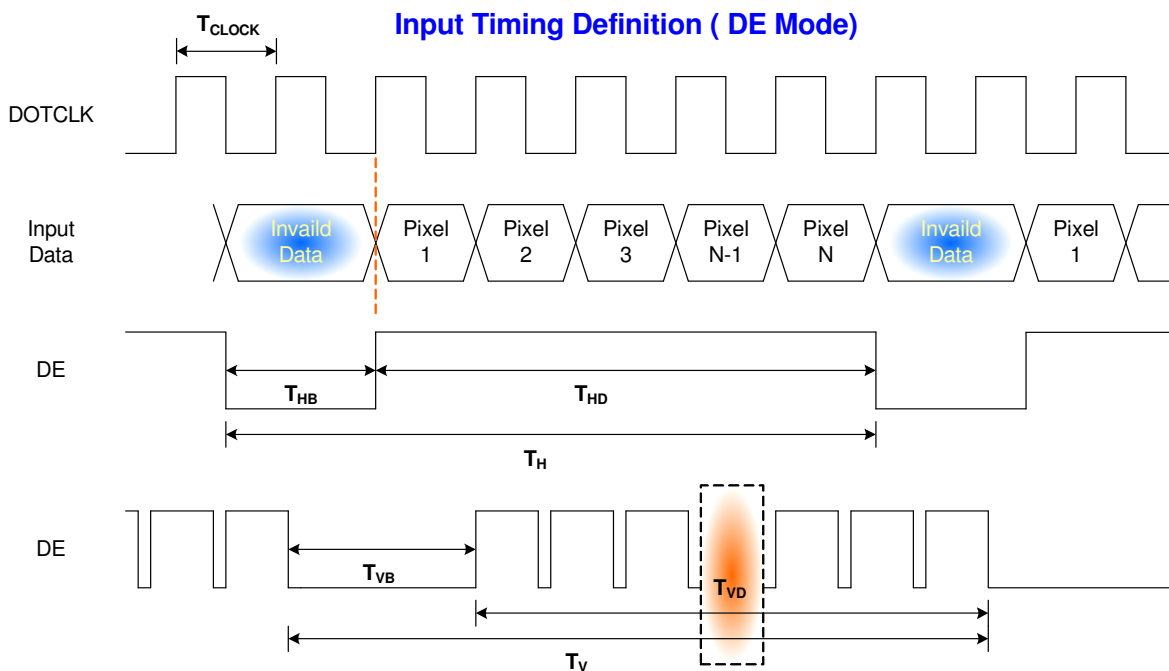 Input Timing Definition ( DE Mode)
TCLOCK
DOTCLK
Input
Data
Invaild
Data
Pixel
1
Pixel
2
Pixel
3
Pixel
N-1
Pixel
N
Invaild
Data
Pixel
1
DE
THB
THD
TH
DE
TVB
TVD
TV